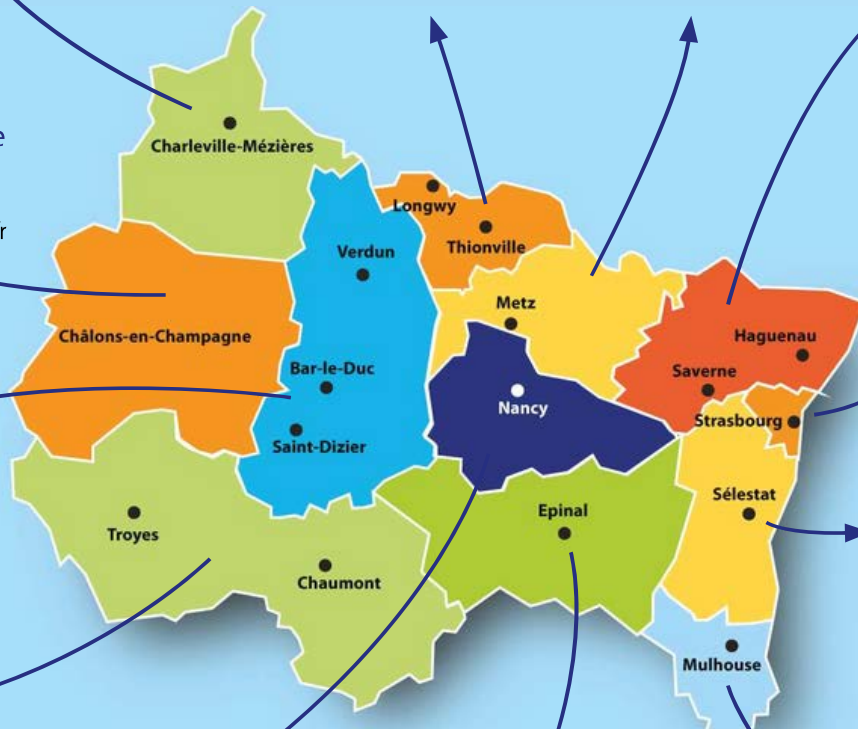 e
Charleville-Mézières
fr
Longwy
Thionville
Verdun
Metz
Châlons-en-Champagne
Haguenau
Bar-le-Duc
Saverne
Nancy
Strasbourg
Saint-Dizier
Sélestat
Epinal
Troyes
Chaumont
Mulhouse